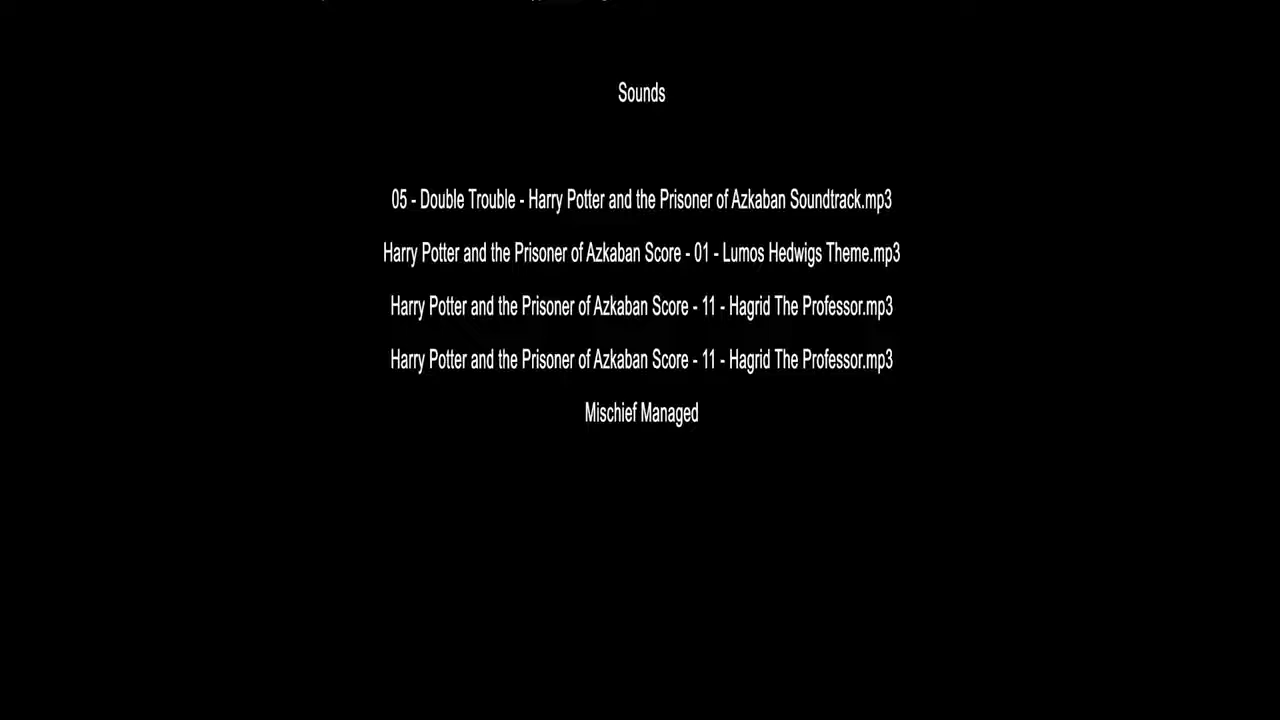 Sounds
05 - Double Trouble - Harry Potter and the Prisoner of Azkaban Soundtrack.mp3
Harry Potter and the Prisoner of Azkaban Score - 01 - Lumos Hedwigs Theme.mp3
Harry Potter and the Prisoner of Azkaban Score - 11 - Hagrid The Professor.mp3
Harry Potter and the Prisoner of Azkaban Score - 11 - Hagrid The Professor.mp3
Mischief Managed